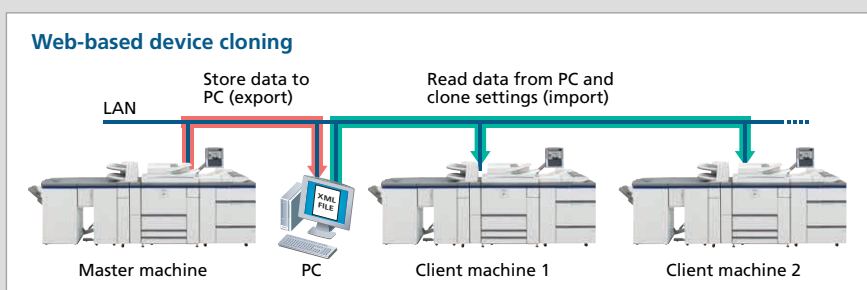 Web-based device cloning
Store data to
PC (export)
Read data from PC and
clone settings (import)
LAN
XML
FILE
Master machine
PC
Client machine 1
Client machine 2